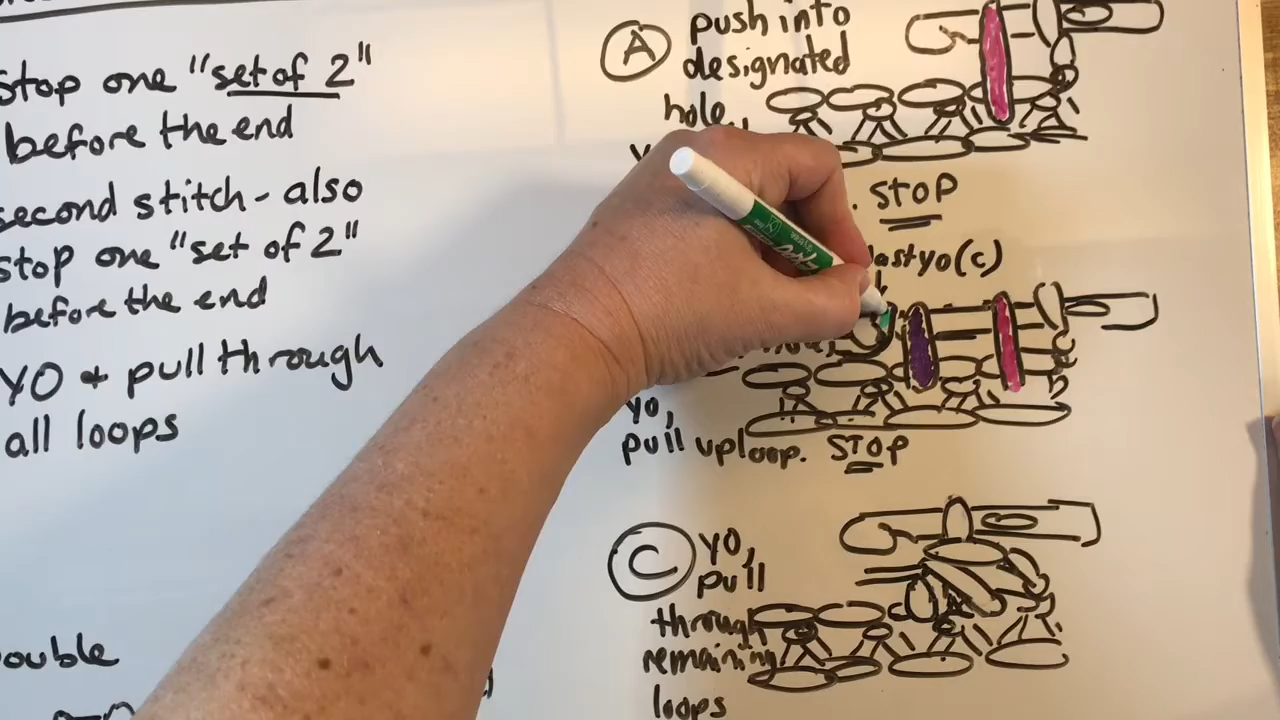 stop one "set of 2"
before the end
second stitch - also
stop one "set of 2"
before the end
YO & pull through
all loops
A push into
designated
hole,
. STOP
last yo (c)
yo,
pull up loop. STOP
C yo,
pull
through
remaining
loops